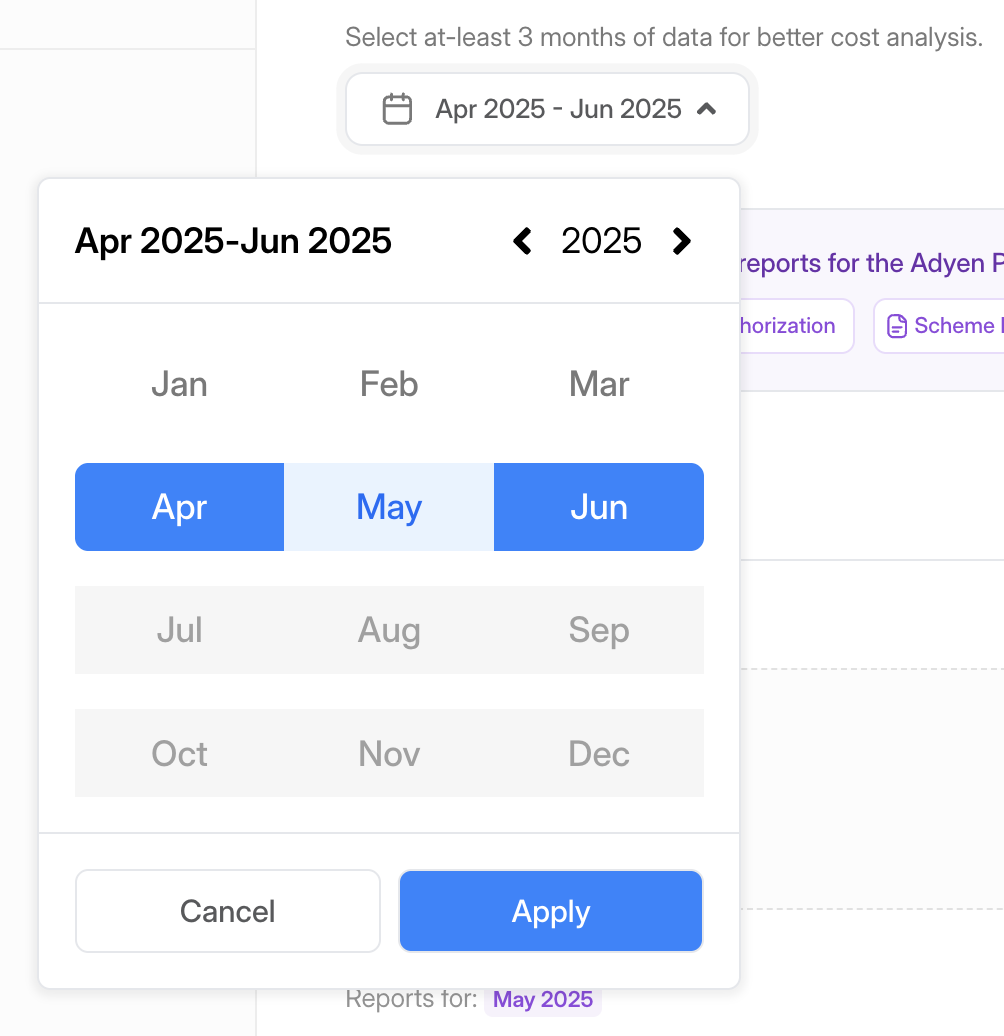 Select at-least 3 months of data for better cost analysis.
Apr 2025 - Jun 2025
Apr 2025-Jun 2025
2025
reports for the Adyen
Scheme
Jan Feb Mar
Apr May Jun
Jul Aug Sep
Oct Nov Dec
Cancel Apply
Reports for: May 2025